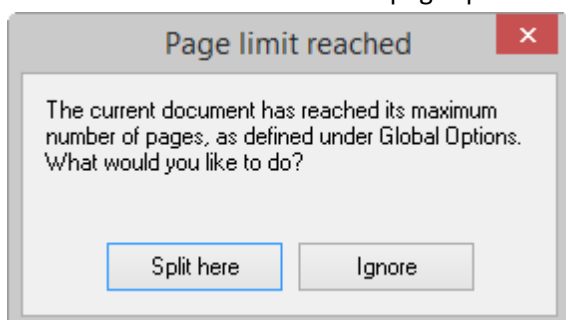 Page limit reached
The current document has reached its maximum
number of pages, as defined under Global Options.
What would you like to do?
Split here
Ignore